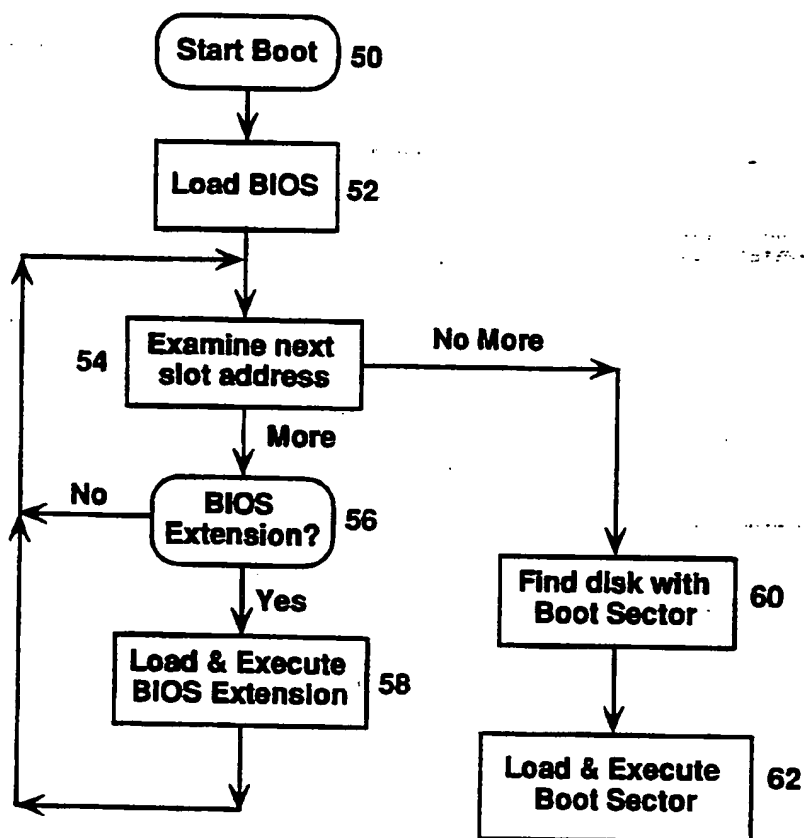 Start Boot
50
Load BIOS
52
54
Examine next
slot address
No More
More
No
BIOS
Extension?
56
Yes
Find disk with
Boot Sector
60
Load & Execute
BIOS Extension
58
Load & Execute
Boot Sector
62